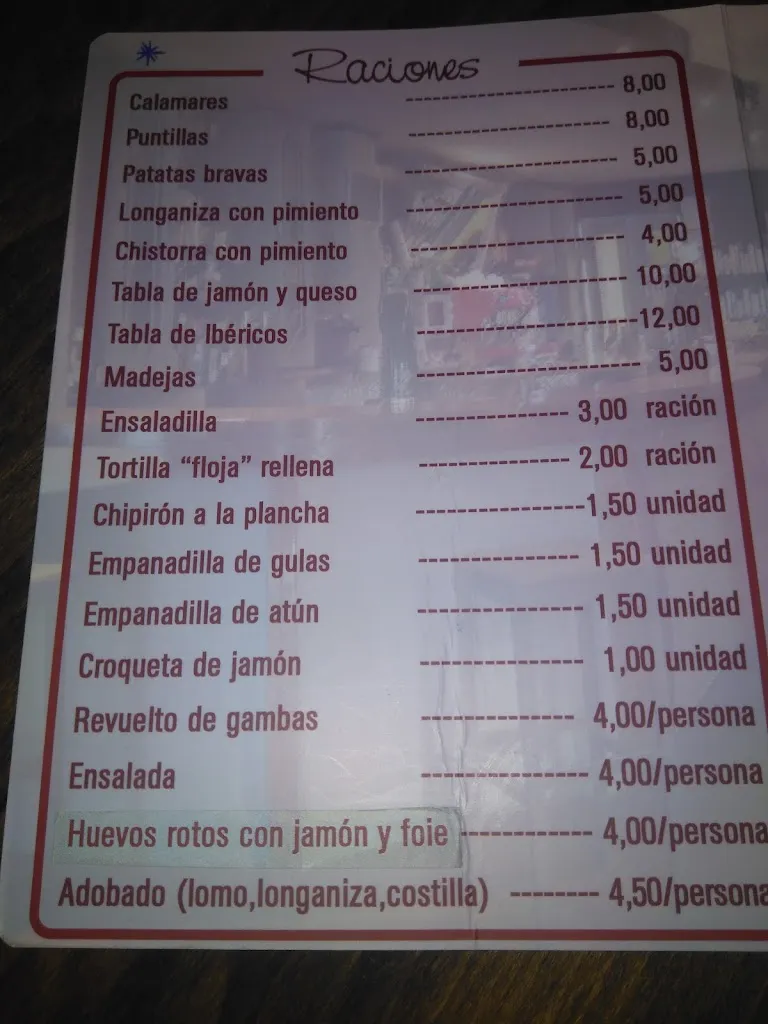 Raciones
Calamares ---------------------- 8,00
Puntillas --------------------- 8,00
Patatas bravas ---------------------- 5,00
Longaniza con pimiento ---------------------- 5,00
Chistorra con pimiento ---------------------- 4,00
Tabla de jamón y queso ---------------------- 10,00
Tabla de Ibéricos ----------------------12,00
Madejas ---------------------- 5,00
Ensaladilla --------------- 3,00 ración
Tortilla “floja” rellena --------------- 2,00 ración
Chipirón a la plancha -----------------1,50 unidad
Empanadilla de gulas ---------------- 1,50 unidad
Empanadilla de atún ---------------- 1,50 unidad
Croqueta de jamón ---------------- 1,00 unidad
Revuelto de gambas --------------- 4,00/persona
Ensalada ---------------- 4,00/persona
Huevos rotos con jamón y foie ------------ 4,00/persona
Adobado (lomo,longaniza,costilla) -------- 4,50/persona